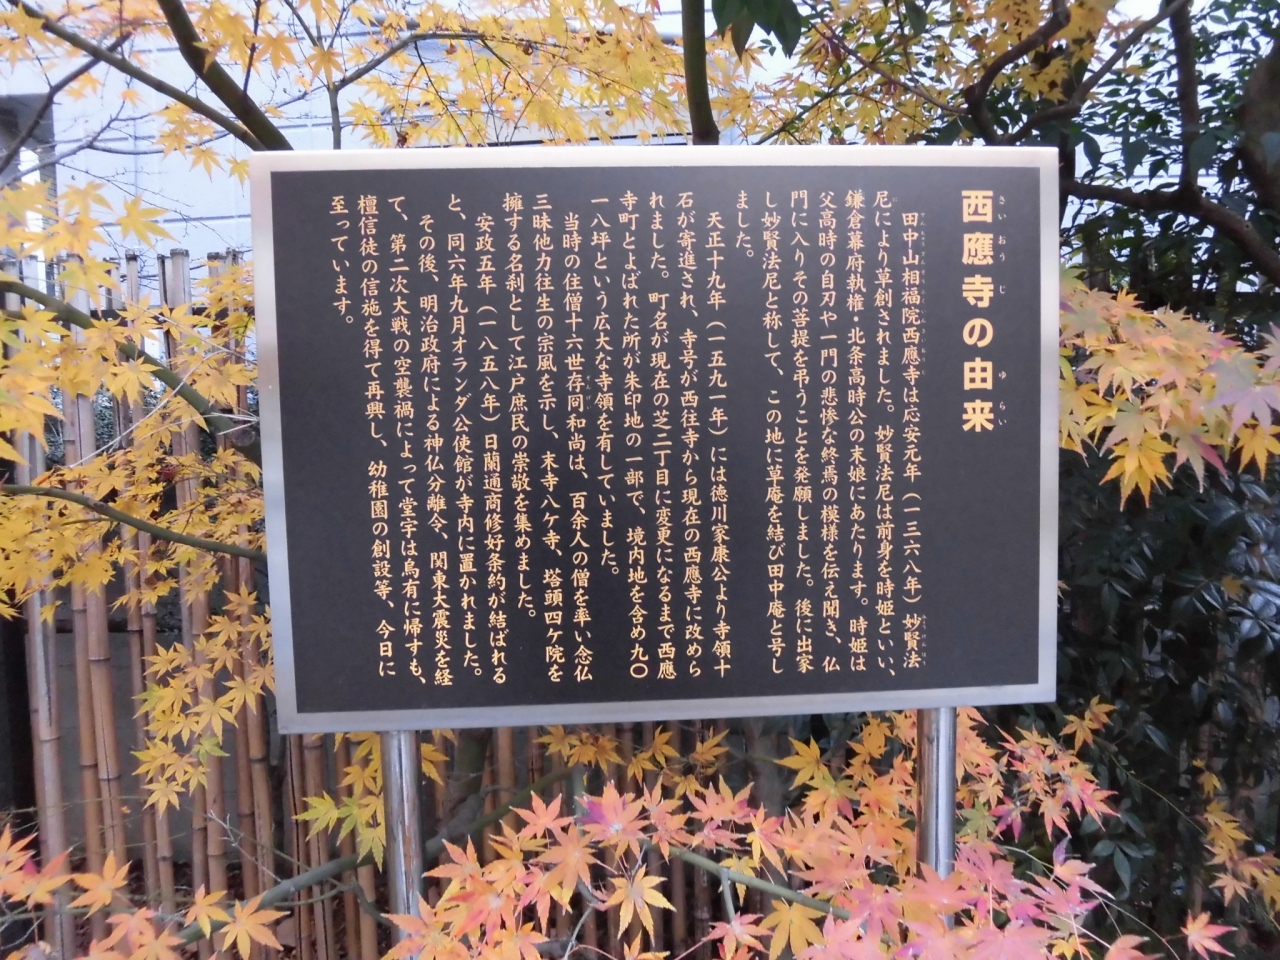 西應寺の由来
さいおうじ
ゆらい
田中山相福院西應寺は応安元年（一三六八年）妙賢法
尼により草創されました。妙賢法尼は前身を時姫といい、
鎌倉幕府執権・北条高時公の末娘にあたります。時姫は
父高時の自刃や一門の悲惨な終焉の模様を伝え聞き、仏
門に入りその菩提を弔うことを発願しました。後に出家
し妙賢法尼と称して、この地に草庵を結び田中庵と号し
ました。
天正十九年（一五九一年）には徳川家康公より寺領十
石が寄進され、寺号が西住寺から現在の西應寺に改めら
れました。町名が現在の芝二丁目に変更になるまで西應
寺町とよばれた所が朱印地の一部で、境内地を含め九〇
一八坪という広大な寺領を有していました。
当時の住僧十六世存冏和尚は、百余人の僧を率い念仏
三昧他力往生の宗風を示し、末寺八ケ寺、塔頭四ケ院を
擁する名刹として江戸庶民の崇敬を集めました。
安政五年（一八五八年）日蘭通商修好条約が結ばれる
と、同六年九月オランダ公使館が寺内に置かれました。
その後、明治政府による神仏分離令、関東大震災を経
て、第二次大戦の空襲禍によって堂宇は烏有に帰すも、
檀信徒の信施を得て再興し、幼稚園の創設等、今日に
至っています。